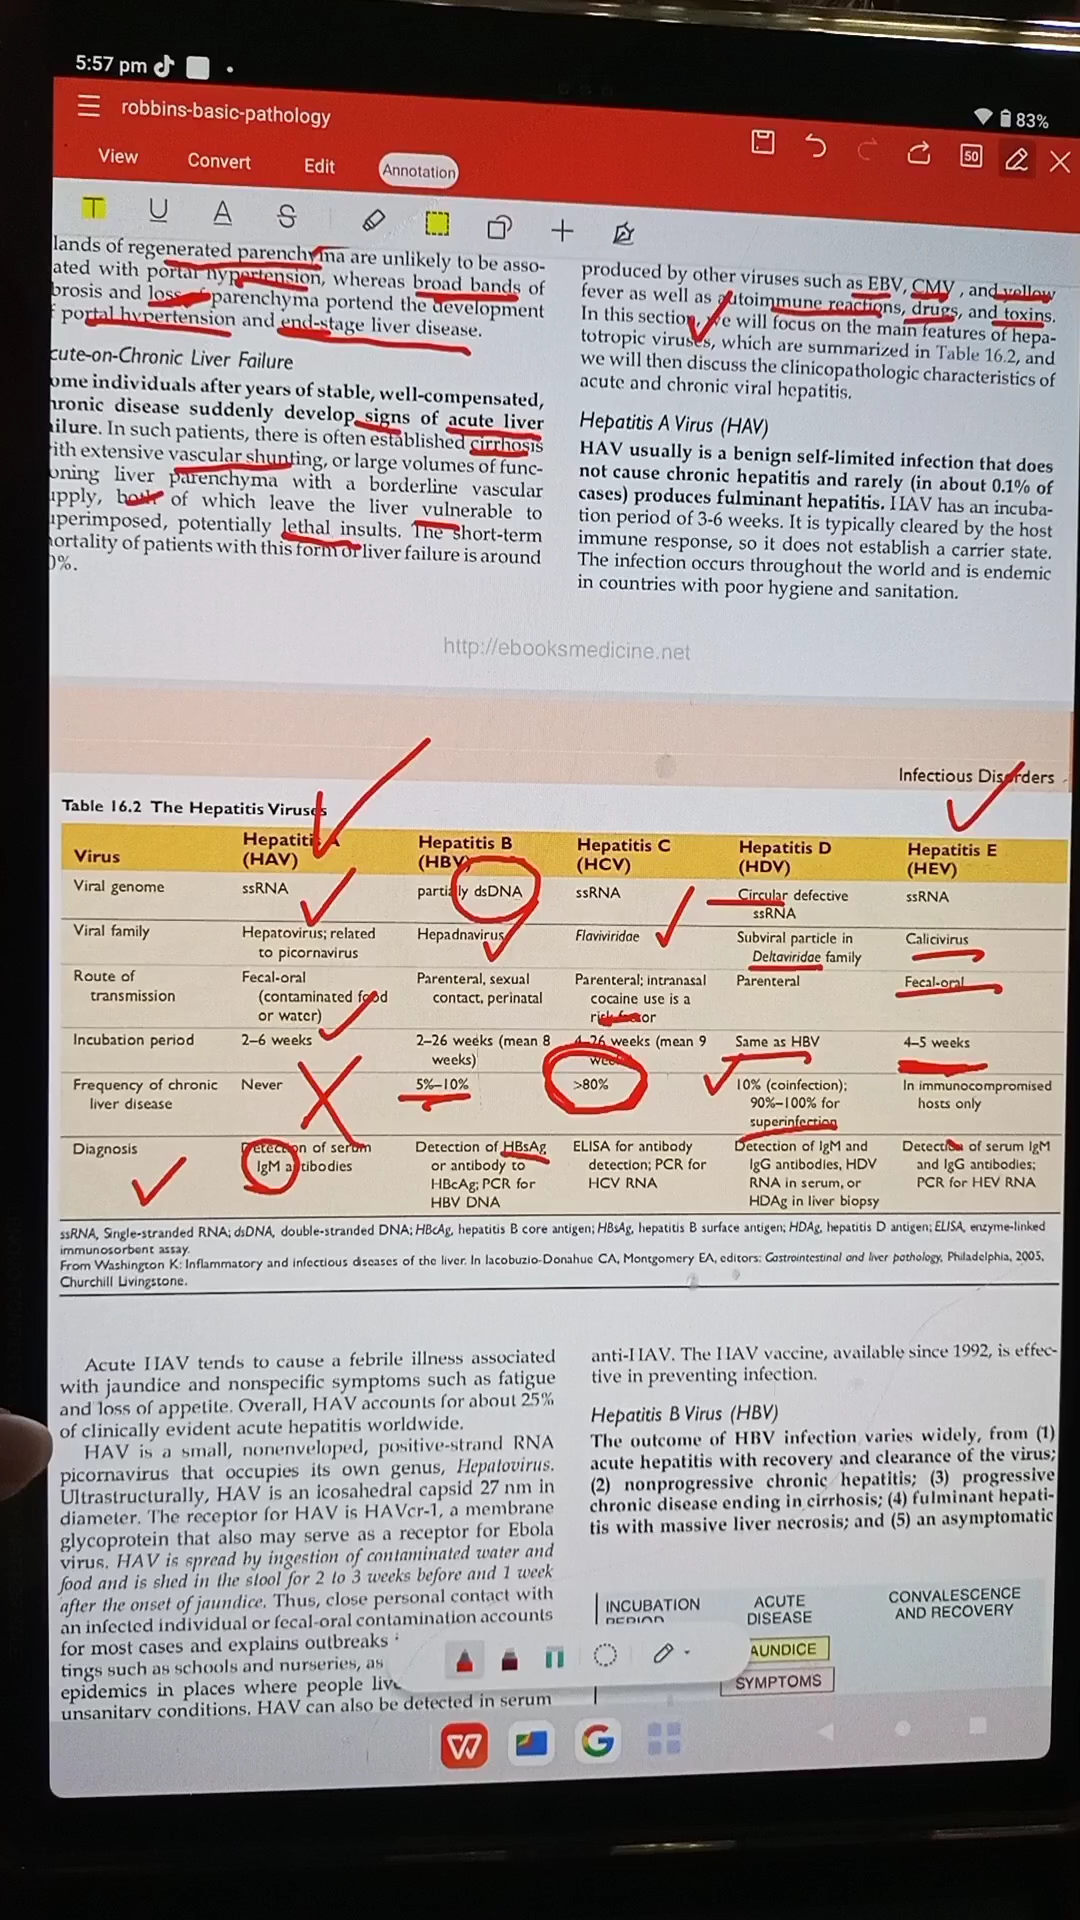 5:57 pm
83%
robbins-basic-pathology
50
View Convert Edit Annotation
T U A S
lands of regenerated parenchyma are unlikely to be asso-
ated with portal hypertension, whereas broad bands of
brosis and loss of parenchyma portend the development
portal hypertension and end-stage liver disease.
cute-on-Chronic Liver Failure
ome individuals after years of stable, well-compensated,
hronic disease suddenly develop signs of acute liver
ailure. In such patients, there is often established cirrhosis
ith extensive vascular shunting, or large volumes of func-
oning liver parenchyma with a borderline vascular
upply, both of which leave the liver vulnerable to
uperimposed, potentially lethal insults. The short-term
ortality of patients with this form of liver failure is around
0%.
produced by other viruses such as EBV, CMV, and yellow
fever as well as autoimmune reactions, drugs, and toxins.
In this section, we will focus on the main features of hepa-
totropic viruses, which are summarized in Table 16.2, and
we will then discuss the clinicopathologic characteristics of
acute and chronic viral hepatitis.
Hepatitis A Virus (HAV)
HAV usually is a benign self-limited infection that does
not cause chronic hepatitis and rarely (in about 0.1% of
cases) produces fulminant hepatitis. HAV has an incuba-
tion period of 3-6 weeks. It is typically cleared by the host
immune response, so it does not establish a carrier state.
The infection occurs throughout the world and is endemic
in countries with poor hygiene and sanitation.
http://ebooksmedicine.net
Infectious Disorders
Table 16.2 The Hepatitis Viruses
Virus Hepatitis A (HAV) Hepatitis B (HBV) Hepatitis C (HCV) Hepatitis D (HDV) Hepatitis E (HEV)
Viral genome ssRNA partially dsDNA ssRNA Circular defective ssRNA ssRNA
Viral family Hepatovirus; related to picornavirus Hepadnavirus Flaviviridae Subviral particle in Deltaviridae family Calicivirus
Route of transmission Fecal-oral (contaminated food or water) Parenteral, sexual contact, perinatal Parenteral; intranasal cocaine use is a risk factor Parenteral Fecal-oral
Incubation period 2–6 weeks 2–26 weeks (mean 8 weeks) 4–26 weeks (mean 9 weeks) Same as HBV 4–5 weeks
Frequency of chronic liver disease Never 5%–10% >80% 10% (coinfection); 90%–100% for superinfection In immunocompromised hosts only
Diagnosis Detection of serum IgM antibodies Detection of HBsAg or antibody to HBcAg; PCR for HBV DNA ELISA for antibody detection; PCR for HCV RNA Detection of IgM and IgG antibodies, HDV RNA in serum, or HDAg in liver biopsy Detection of serum IgM and IgG antibodies; PCR for HEV RNA
ssRNA, Single-stranded RNA; dsDNA, double-stranded DNA; HBcAg, hepatitis B core antigen; HBsAg, hepatitis B surface antigen; HDAg, hepatitis D antigen; ELISA, enzyme-linked
immunosorbent assay.
From Washington K: Inflammatory and infectious diseases of the liver. In Iacobuzio-Donahue CA, Montgomery EA, editors: Gastrointestinal and liver pathology, Philadelphia, 2005,
Churchill Livingstone.
Acute HAV tends to cause a febrile illness associated
with jaundice and nonspecific symptoms such as fatigue
and loss of appetite. Overall, HAV accounts for about 25%
of clinically evident acute hepatitis worldwide.
HAV is a small, nonenveloped, positive-strand RNA
picornavirus that occupies its own genus, Hepatovirus.
Ultrastructurally, HAV is an icosahedral capsid 27 nm in
diameter. The receptor for HAV is HAVcr-1, a membrane
glycoprotein that also may serve as a receptor for Ebola
virus. HAV is spread by ingestion of contaminated water and
food and is shed in the stool for 2 to 3 weeks before and 1 week
after the onset of jaundice. Thus, close personal contact with
an infected individual or fecal-oral contamination accounts
for most cases and explains outbreaks
tings such as schools and nurseries, as
epidemics in places where people live
unsanitary conditions. HAV can also be detected in serum
anti-HAV. The HAV vaccine, available since 1992, is effec-
tive in preventing infection.
Hepatitis B Virus (HBV)
The outcome of HBV infection varies widely, from (1)
acute hepatitis with recovery and clearance of the virus;
(2) nonprogressive chronic hepatitis; (3) progressive
chronic disease ending in cirrhosis; (4) fulminant hepati-
tis with massive liver necrosis; and (5) an asymptomatic
INCUBATION PERIOD
ACUTE DISEASE
CONVALESCENCE AND RECOVERY
AUNDICE
SYMPTOMS